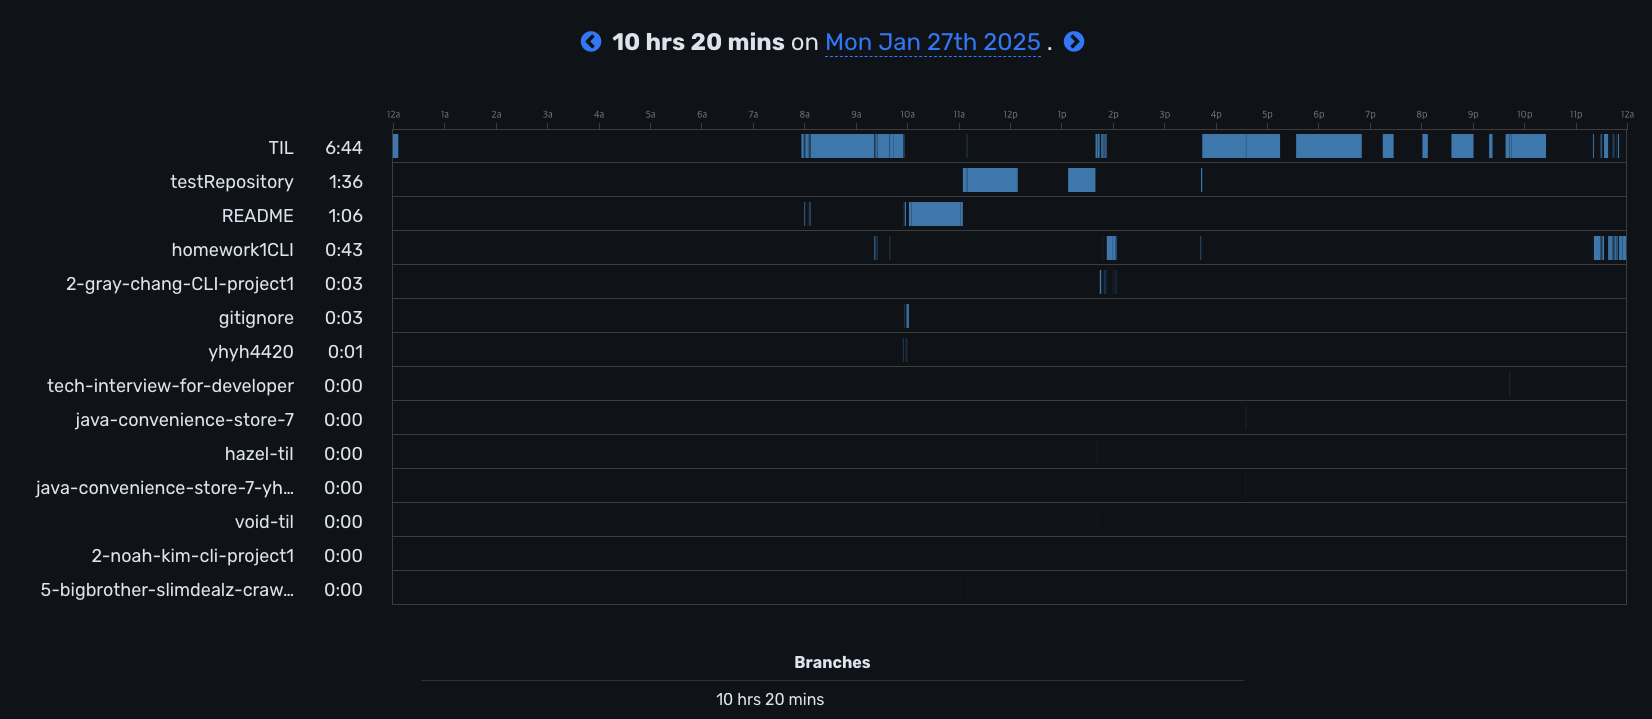 10 hrs 20 mins on Mon Jan 27th 2025 .
12a 1a 2a 3a 4a 5a 6a 7a 8a 9a 10a 11a 12p 1p 2p 3p 4p 5p 6p 7p 8p 9p 10p 11p 12a
TIL 6:44
testRepository 1:36
README 1:06
homework1CLI 0:43
2-gray-chang-CLI-project1 0:03
gitignore 0:03
yhyh4420 0:01
tech-interview-for-developer 0:00
java-convenience-store-7 0:00
hazel-til 0:00
java-convenience-store-7-yh… 0:00
void-til 0:00
2-noah-kim-cli-project1 0:00
5-bigbrother-slimdealz-craw… 0:00
Branches
10 hrs 20 mins